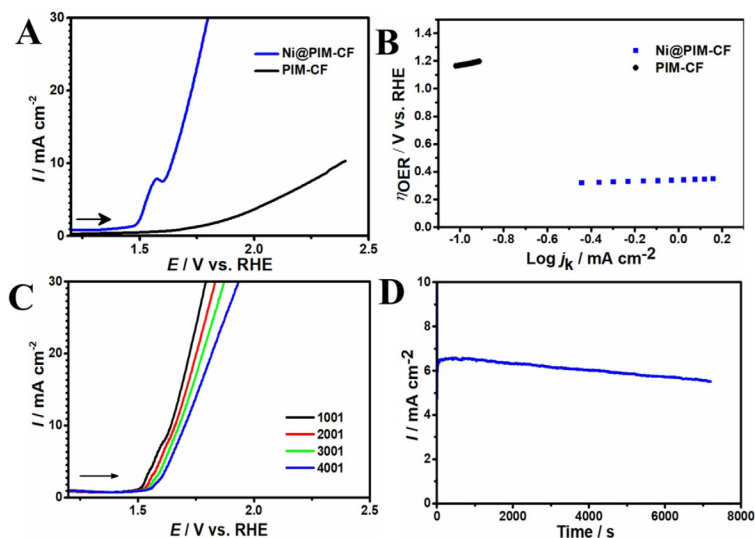 A
30
20
10
0
I / mA cm-2
Ni@PIM-CF
PIM-CF
1.5
2.0
2.5
E / V vs. RHE
B
1.4
1.2
1.0
0.8
0.6
0.4
0.2
0.0
ηOER / V vs. RHE
Ni@PIM-CF
PIM-CF
-1.0
-0.8
-0.6
-0.4
-0.2
0.0
0.2
Log jk / mA cm-2
C
30
20
10
0
I / mA cm-2
1001
2001
3001
4001
1.5
2.0
2.5
E / V vs. RHE
D
10
8
6
4
2
0
I / mA cm-2
0
2000
4000
6000
8000
Time / s